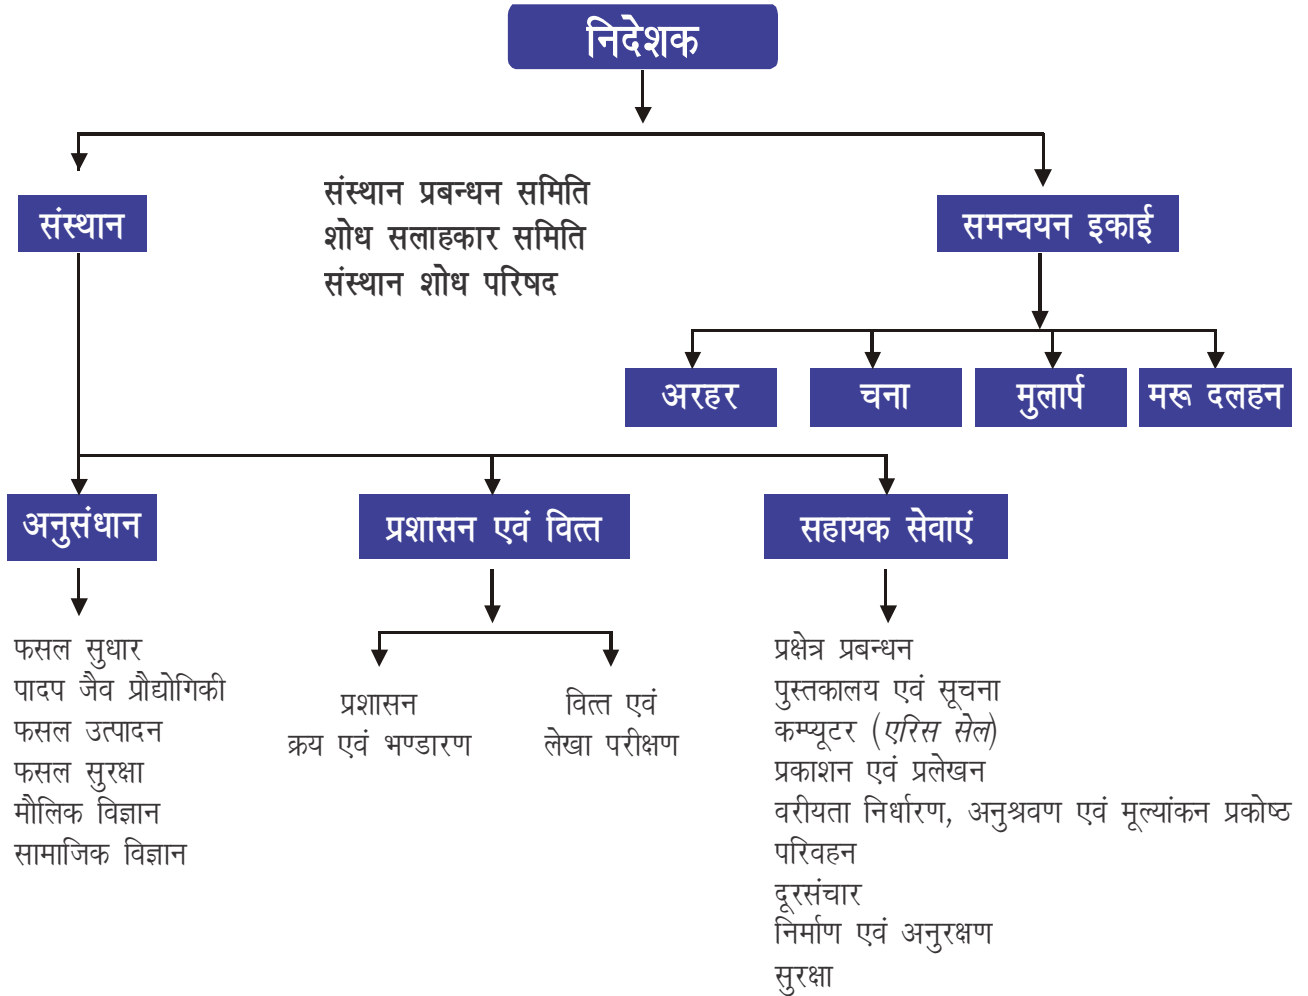 निदेशक
संस्थान
संस्थान प्रबन्धन समिति
शोध सलाहकार समिति
संस्थान शोध परिषद
समन्वयन इकाई
अरहर
चना
मुलार्प
मरू दलहन
अनुसंधान
प्रशासन एवं वित्त
सहायक सेवाएं
फसल सुधार
पादप जैव प्रौद्योगिकी
फसल उत्पादन
फसल सुरक्षा
मौलिक विज्ञान
सामाजिक विज्ञान
प्रशासन
क्रय एवं भण्डारण
वित्त एवं
लेखा परीक्षण
प्रक्षेत्र प्रबन्धन
पुस्तकालय एवं सूचना
कम्प्यूटर (एरिस सेल)
प्रकाशन एवं प्रलेखन
वरीयता निर्धारण, अनुश्रवण एवं मूल्यांकन प्रकोष्ठ
परिवहन
दूरसंचार
निर्माण एवं अनुरक्षण
सुरक्षा